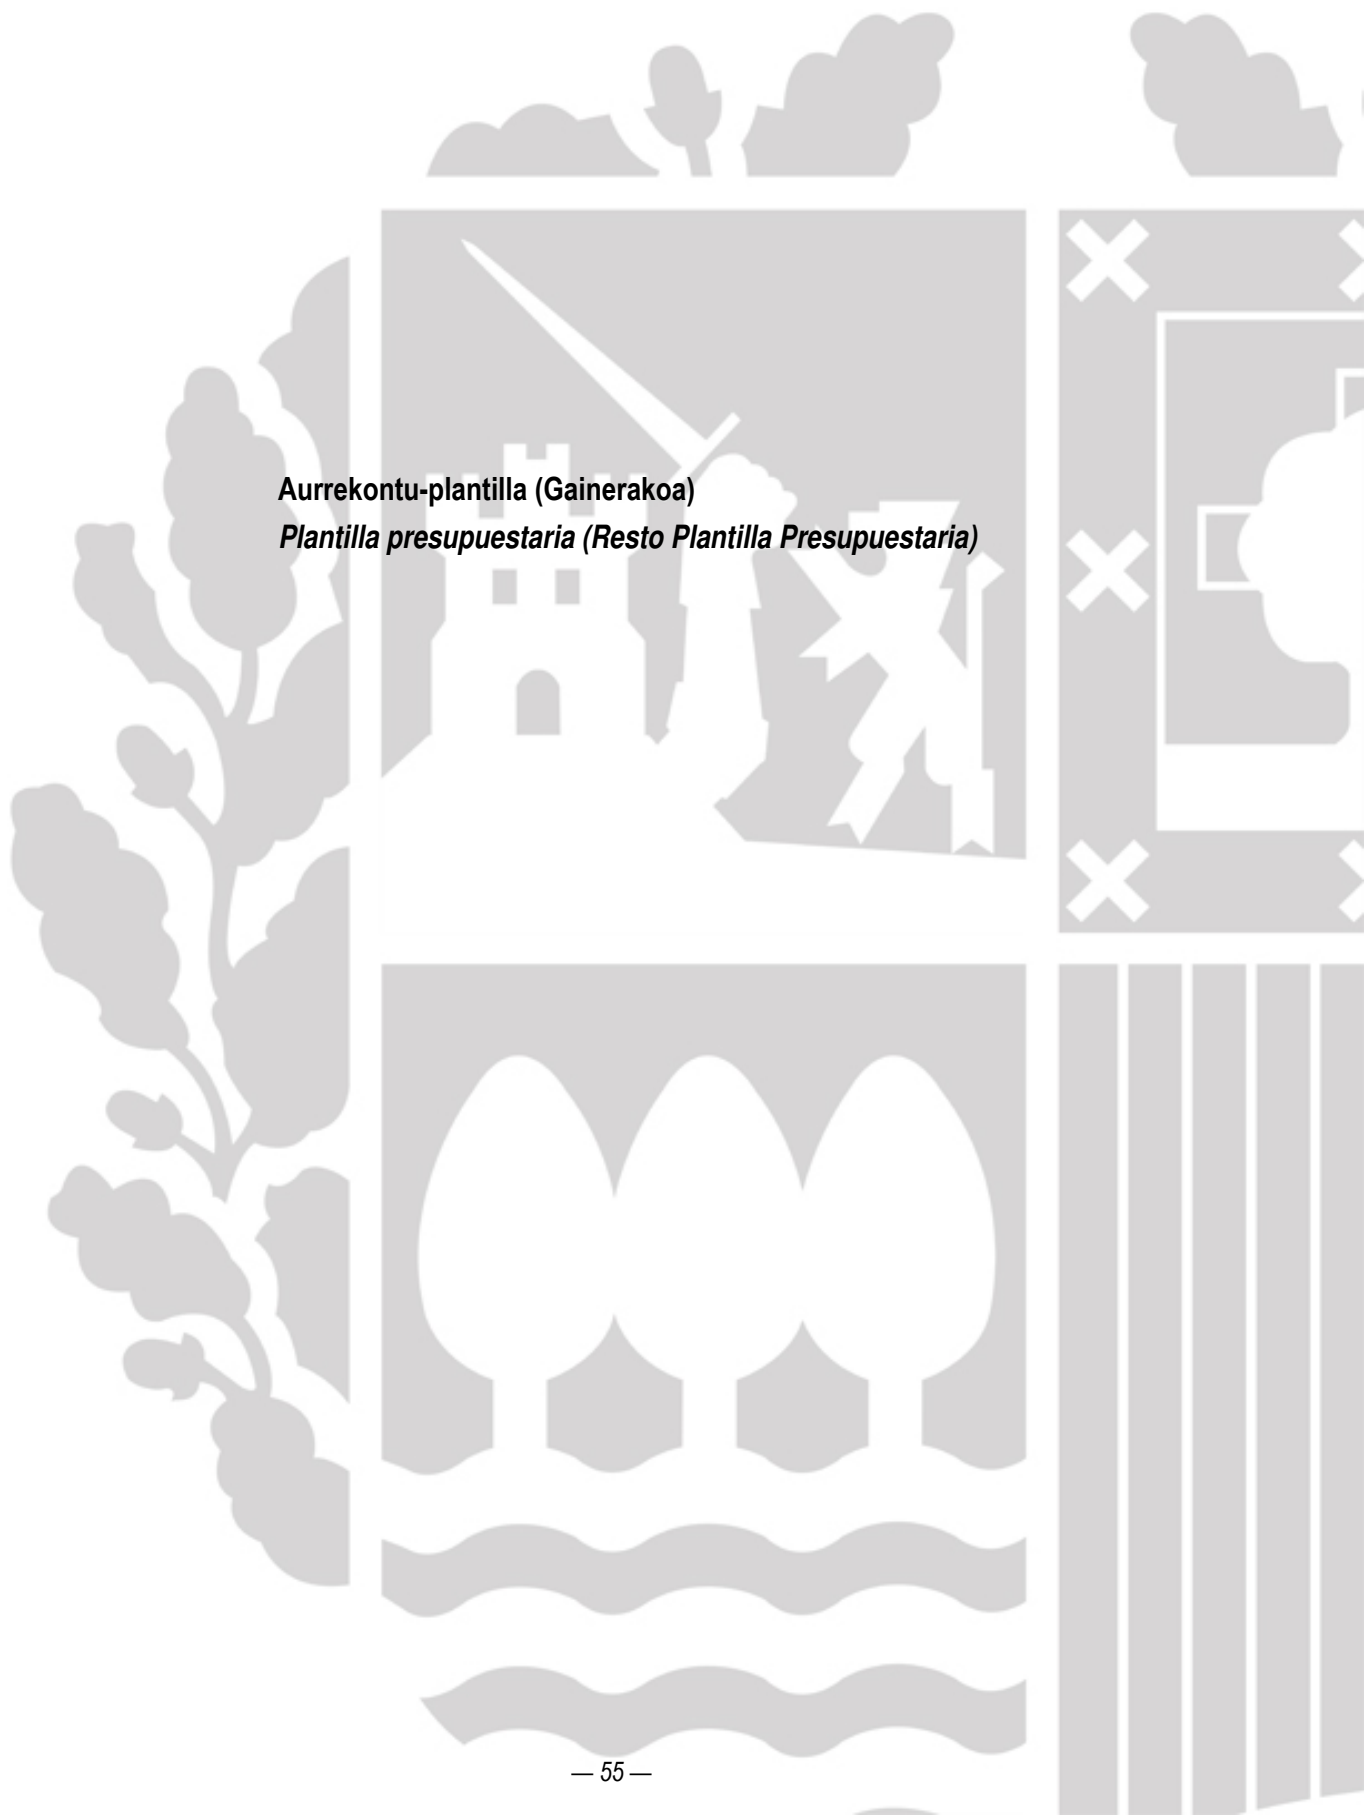 Aurrekontu-plantilla (Gainerakoa)
Plantilla presupuestaria (Resto Plantilla Presupuestaria)
— 55 —